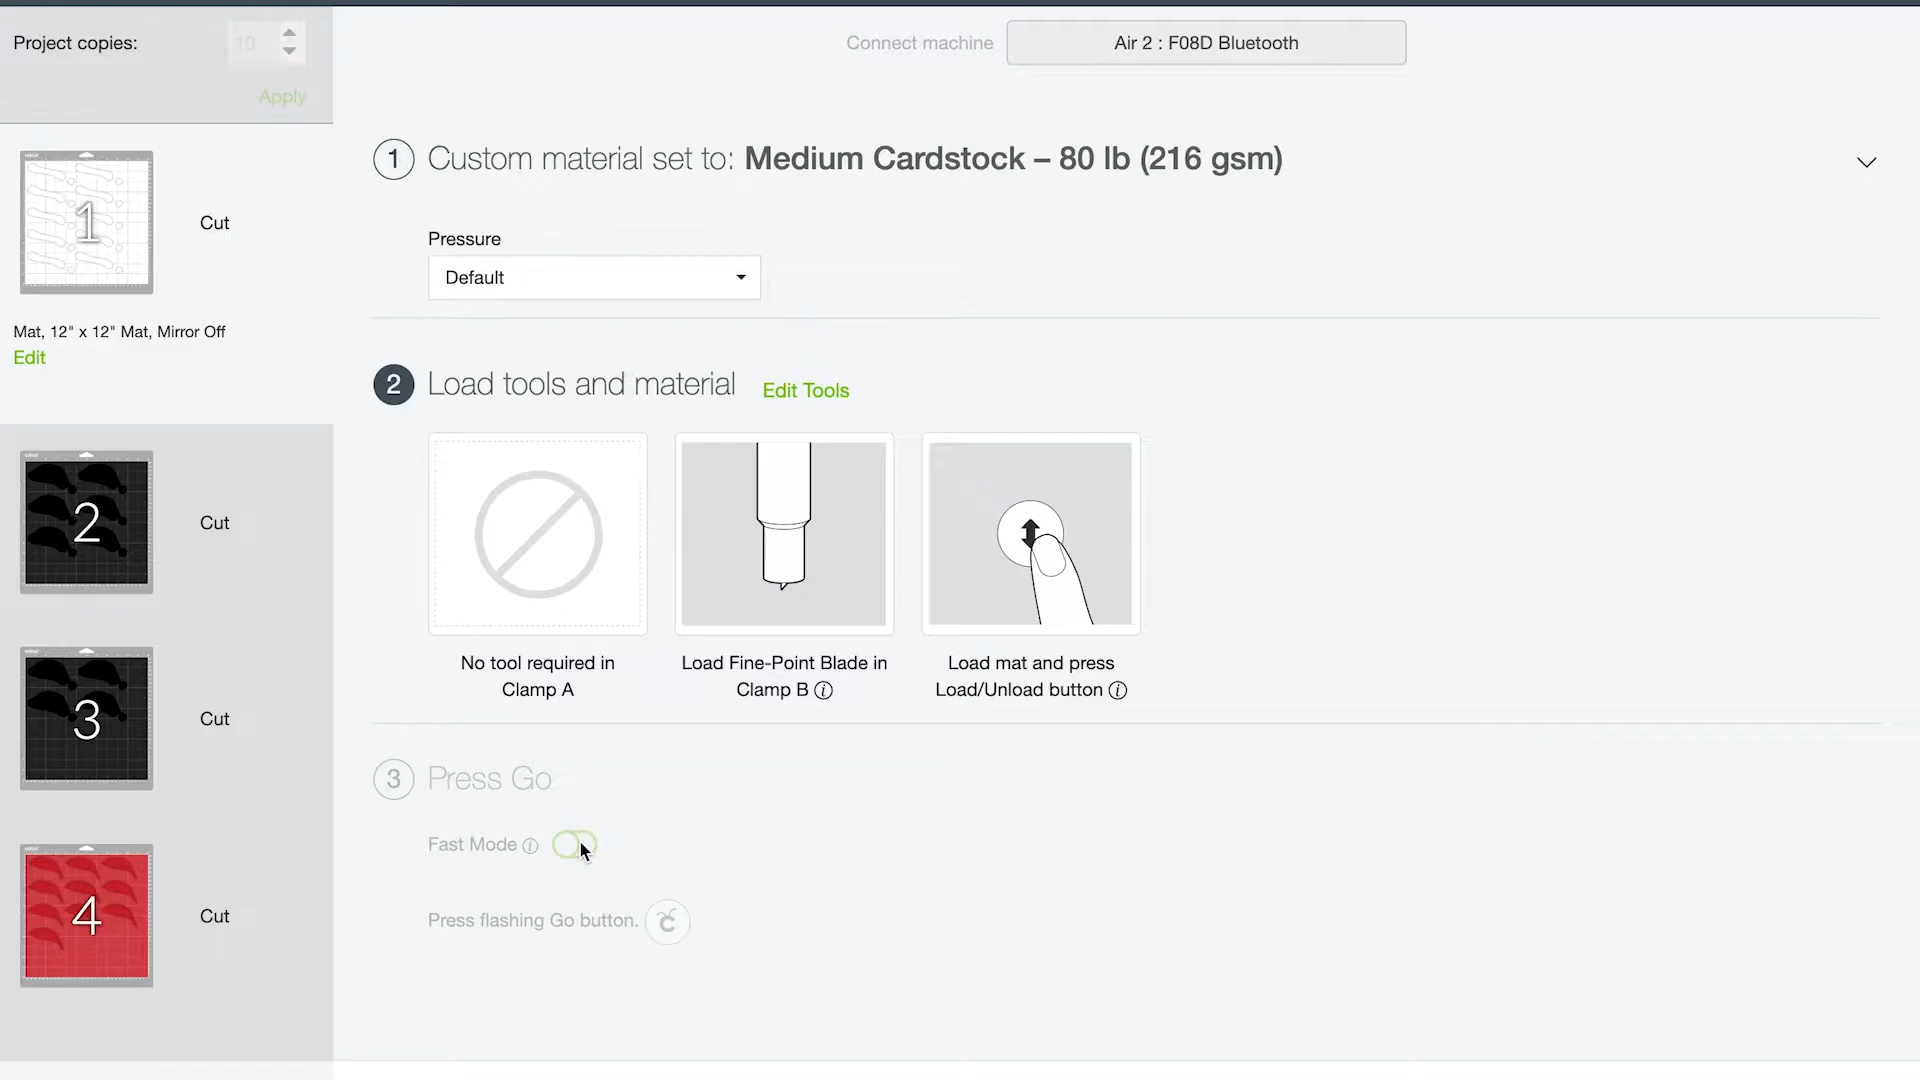 Project copies:
10
Apply
Connect machine
Air 2 : F08D Bluetooth
1
Custom material set to: Medium Cardstock – 80 lb (216 gsm)
1
Cut
Pressure
Default
Mat, 12" x 12" Mat, Mirror Off
Edit
2
Load tools and material
Edit Tools
2
Cut
No tool required in
Clamp A
Load Fine-Point Blade in
Clamp B
Load mat and press
Load/Unload button
3
Cut
3
Press Go
Fast Mode
4
Cut
Press flashing Go button.